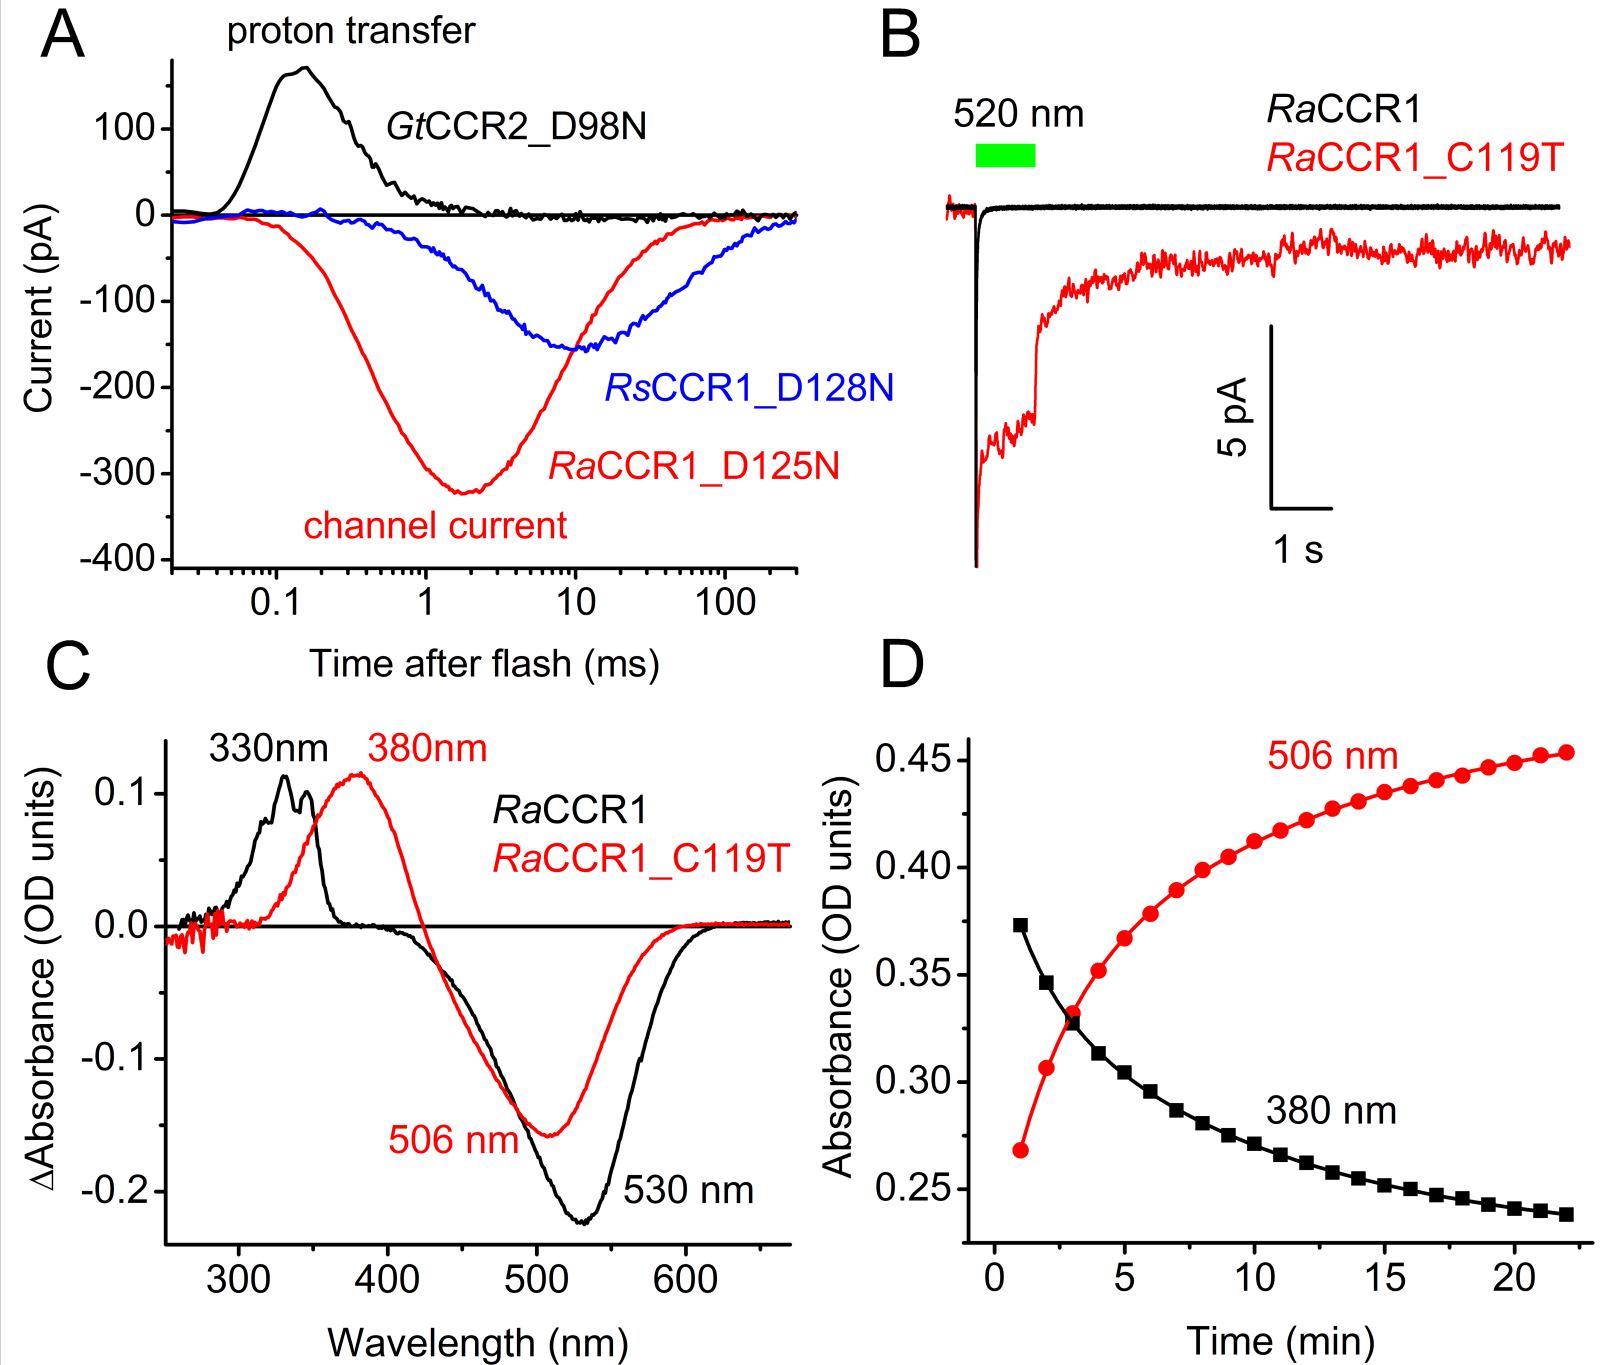 A
proton transfer
GtCCR2_D98N
RsCCR1_D128N
RaCCR1_D125N
channel current
Current (pA)
100
0
-100
-200
-300
-400
0.1
1
10
100
Time after flash (ms)
B
520 nm
RaCCR1
RaCCR1_C119T
5 pA
1 s
C
330nm
380nm
RaCCR1
RaCCR1_C119T
506 nm
530 nm
ΔAbsorbance (OD units)
0.1
0.0
-0.1
-0.2
300
400
500
600
Wavelength (nm)
D
506 nm
380 nm
Absorbance (OD units)
0.45
0.40
0.35
0.30
0.25
0
5
10
15
20
Time (min)